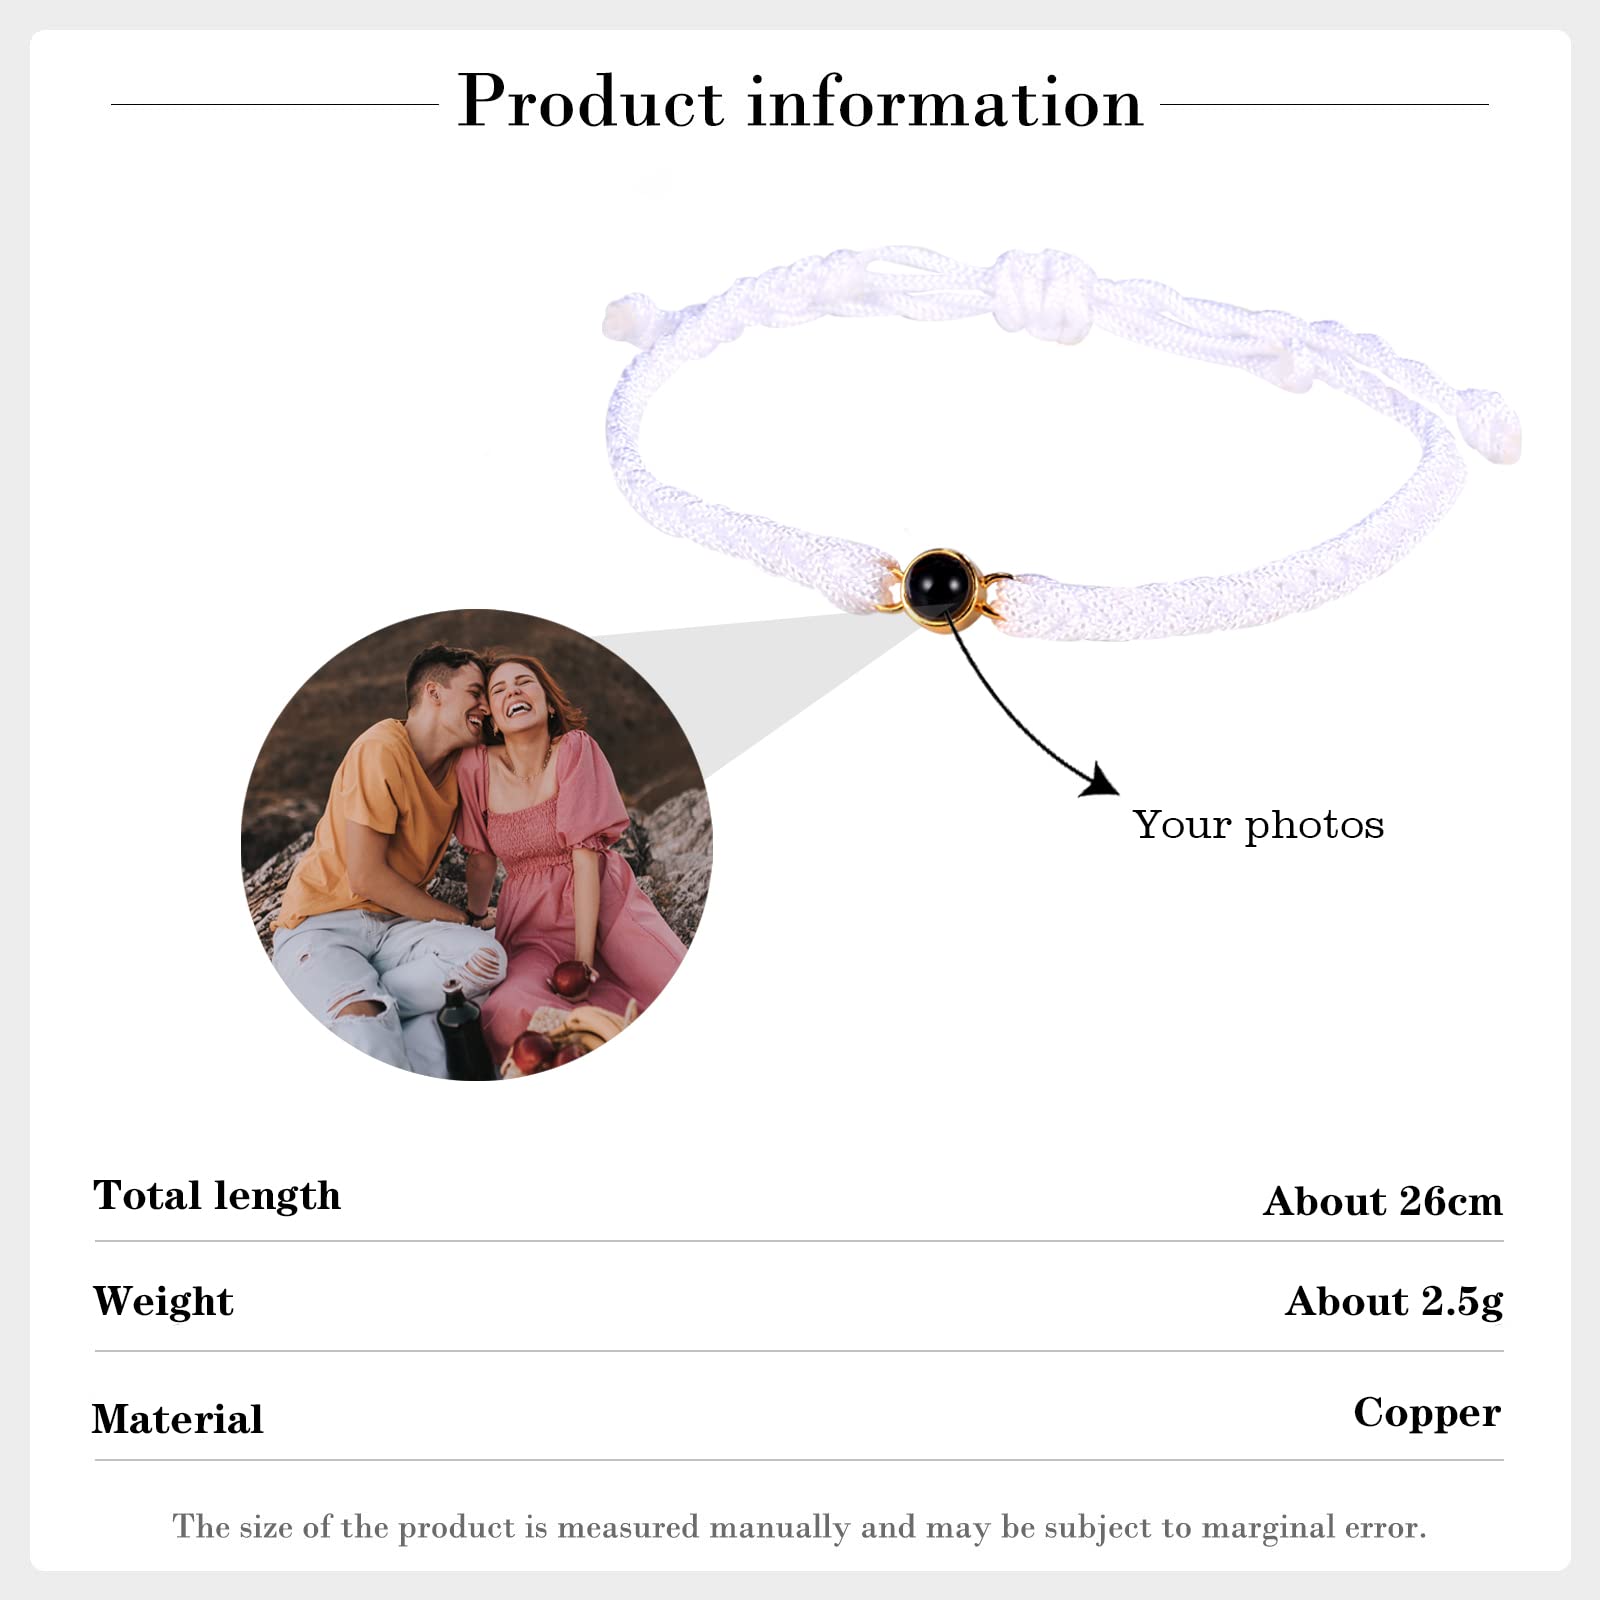 Product information
Your photos
Total length
About 26cm
Weight
About 2.5g
Material
Copper
The size of the product is measured manually and may be subject to marginal error.